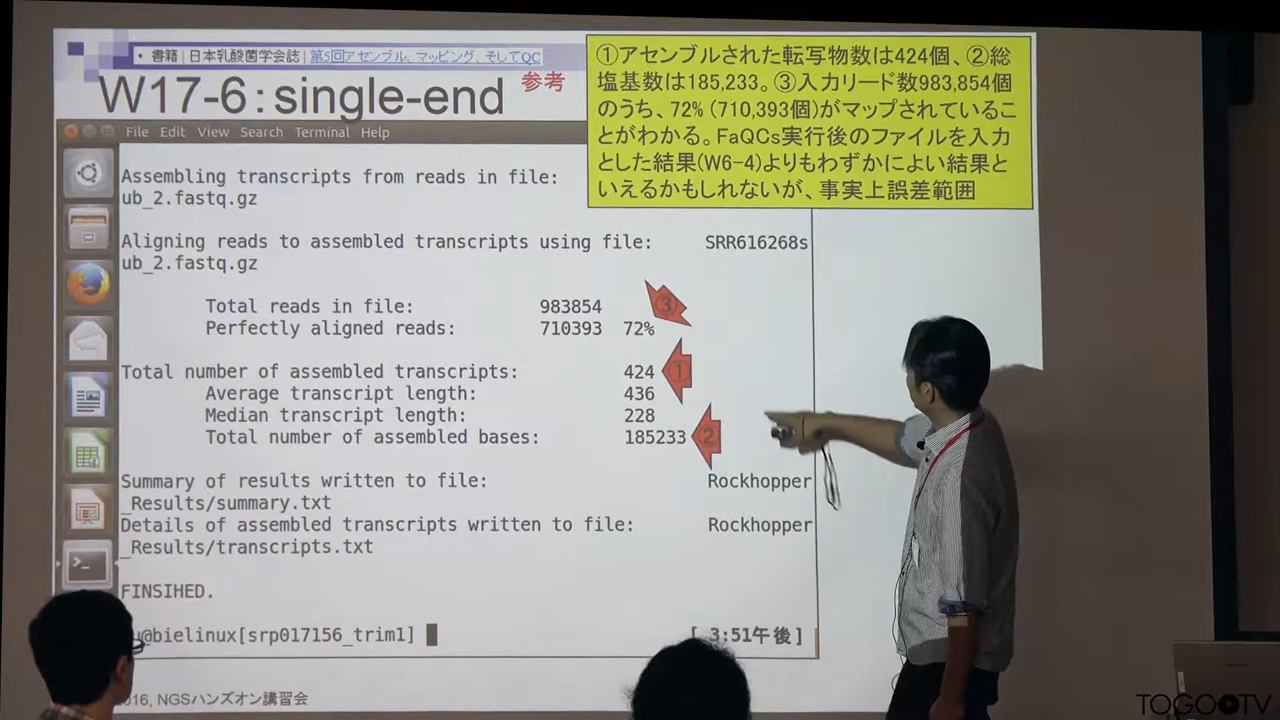 • 書籍 | 日本乳酸菌学会誌 | 第5回アセンブル、マッピング、そしてQC
W17-6：single-end
参考
①アセンブルされた転写物数は424個、②総
塩基数は185,233。③入力リード数983,854個
のうち、72% (710,393個)がマップされているこ
とがわかる。FaQCs実行後のファイルを入力
とした結果(W6-4)よりもわずかによい結果と
いえるかもしれないが、事実上誤差範囲
File Edit View Search Terminal Help
Assembling transcripts from reads in file:
ub_2.fastq.gz
Aligning reads to assembled transcripts using file: SRR616268s
ub_2.fastq.gz
Total reads in file: 983854
③
Perfectly aligned reads: 710393 72%
Total number of assembled transcripts: 424 ①
Average transcript length: 436
Median transcript length: 228
Total number of assembled bases: 185233 ②
Summary of results written to file: Rockhopper
_Results/summary.txt
Details of assembled transcripts written to file: Rockhopper
_Results/transcripts.txt
FINSIHED.
u@bielinux[srp017156_trim1] [ 3:51午後]
2016, NGSハンズオン講習会
TOGOTV